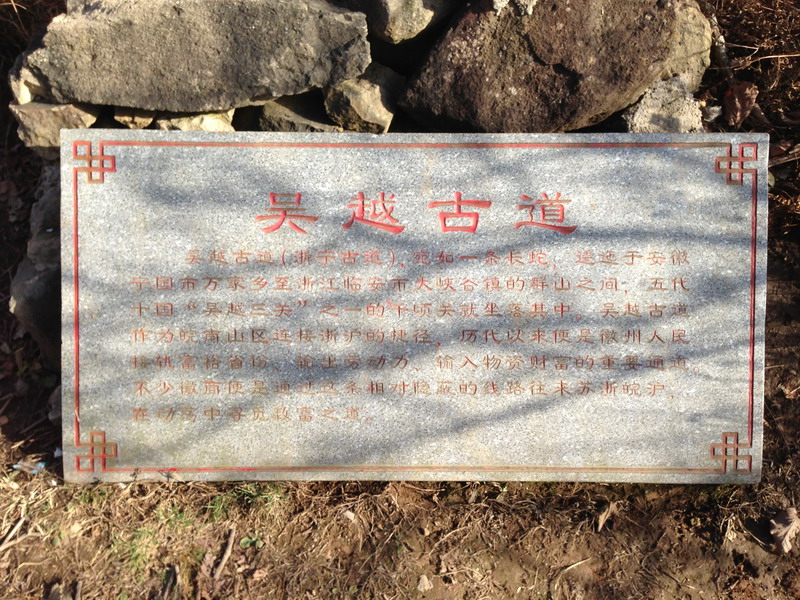 吴越古道
吴越古道(浙宁古道),宛如一条长蛇,逶迤于安徽
宁国市万家乡至浙江临安市大峡谷镇的群山之间,五代
十国“吴越三关”之一的千顷关就坐落其中。吴越古道
作为皖南山区连接浙沪的捷径,历代以来便是徽州人民
接轨富裕省份、输出劳动力、输入物资财富的重要通道,
不少徽商便是通过这条相对隐蔽的线路往来苏浙皖沪,
在动荡中寻觅致富之道。